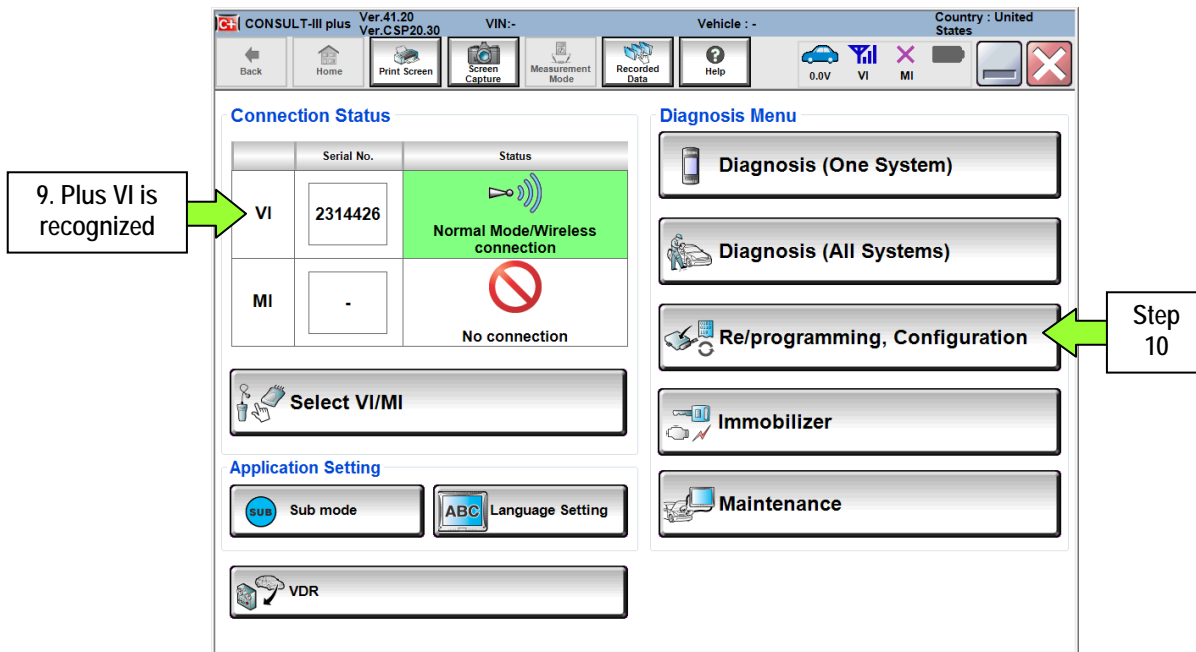 C+ CONSULT-III plus Ver.41.20 VIN:- Vehicle : - Country : United
Ver.CSP20.30 States
Back Home Print Screen Screen Capture Measurement Mode Recorded Data Help 0.0V VI MI
Connection Status
Serial No. Status
VI 2314426 Normal Mode/Wireless
connection
MI - No connection
Select VI/MI
Application Setting
SUB Sub mode ABC Language Setting
VDR
Diagnosis Menu
Diagnosis (One System)
Diagnosis (All Systems)
Re/programming, Configuration
Immobilizer
Maintenance
9. Plus VI is
recognized
Step
10